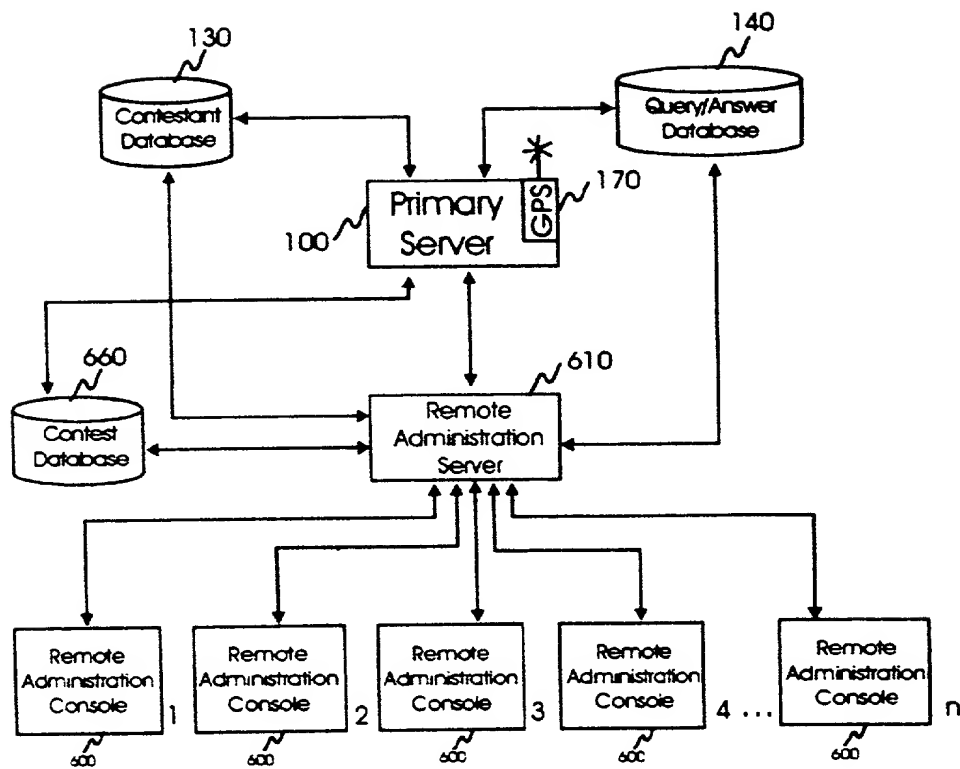 130
140
Contestant
Database
Query/Answer
Database
Primary
Server
GPS
170
100
660
610
Contest
Database
Remote
Administration
Server
Remote
Administration
Console
1
Remote
Administration
Console
2
Remote
Administration
Console
3
Remote
Administration
Console
4 ...
Remote
Administration
Console
n
600
600
600
600
600